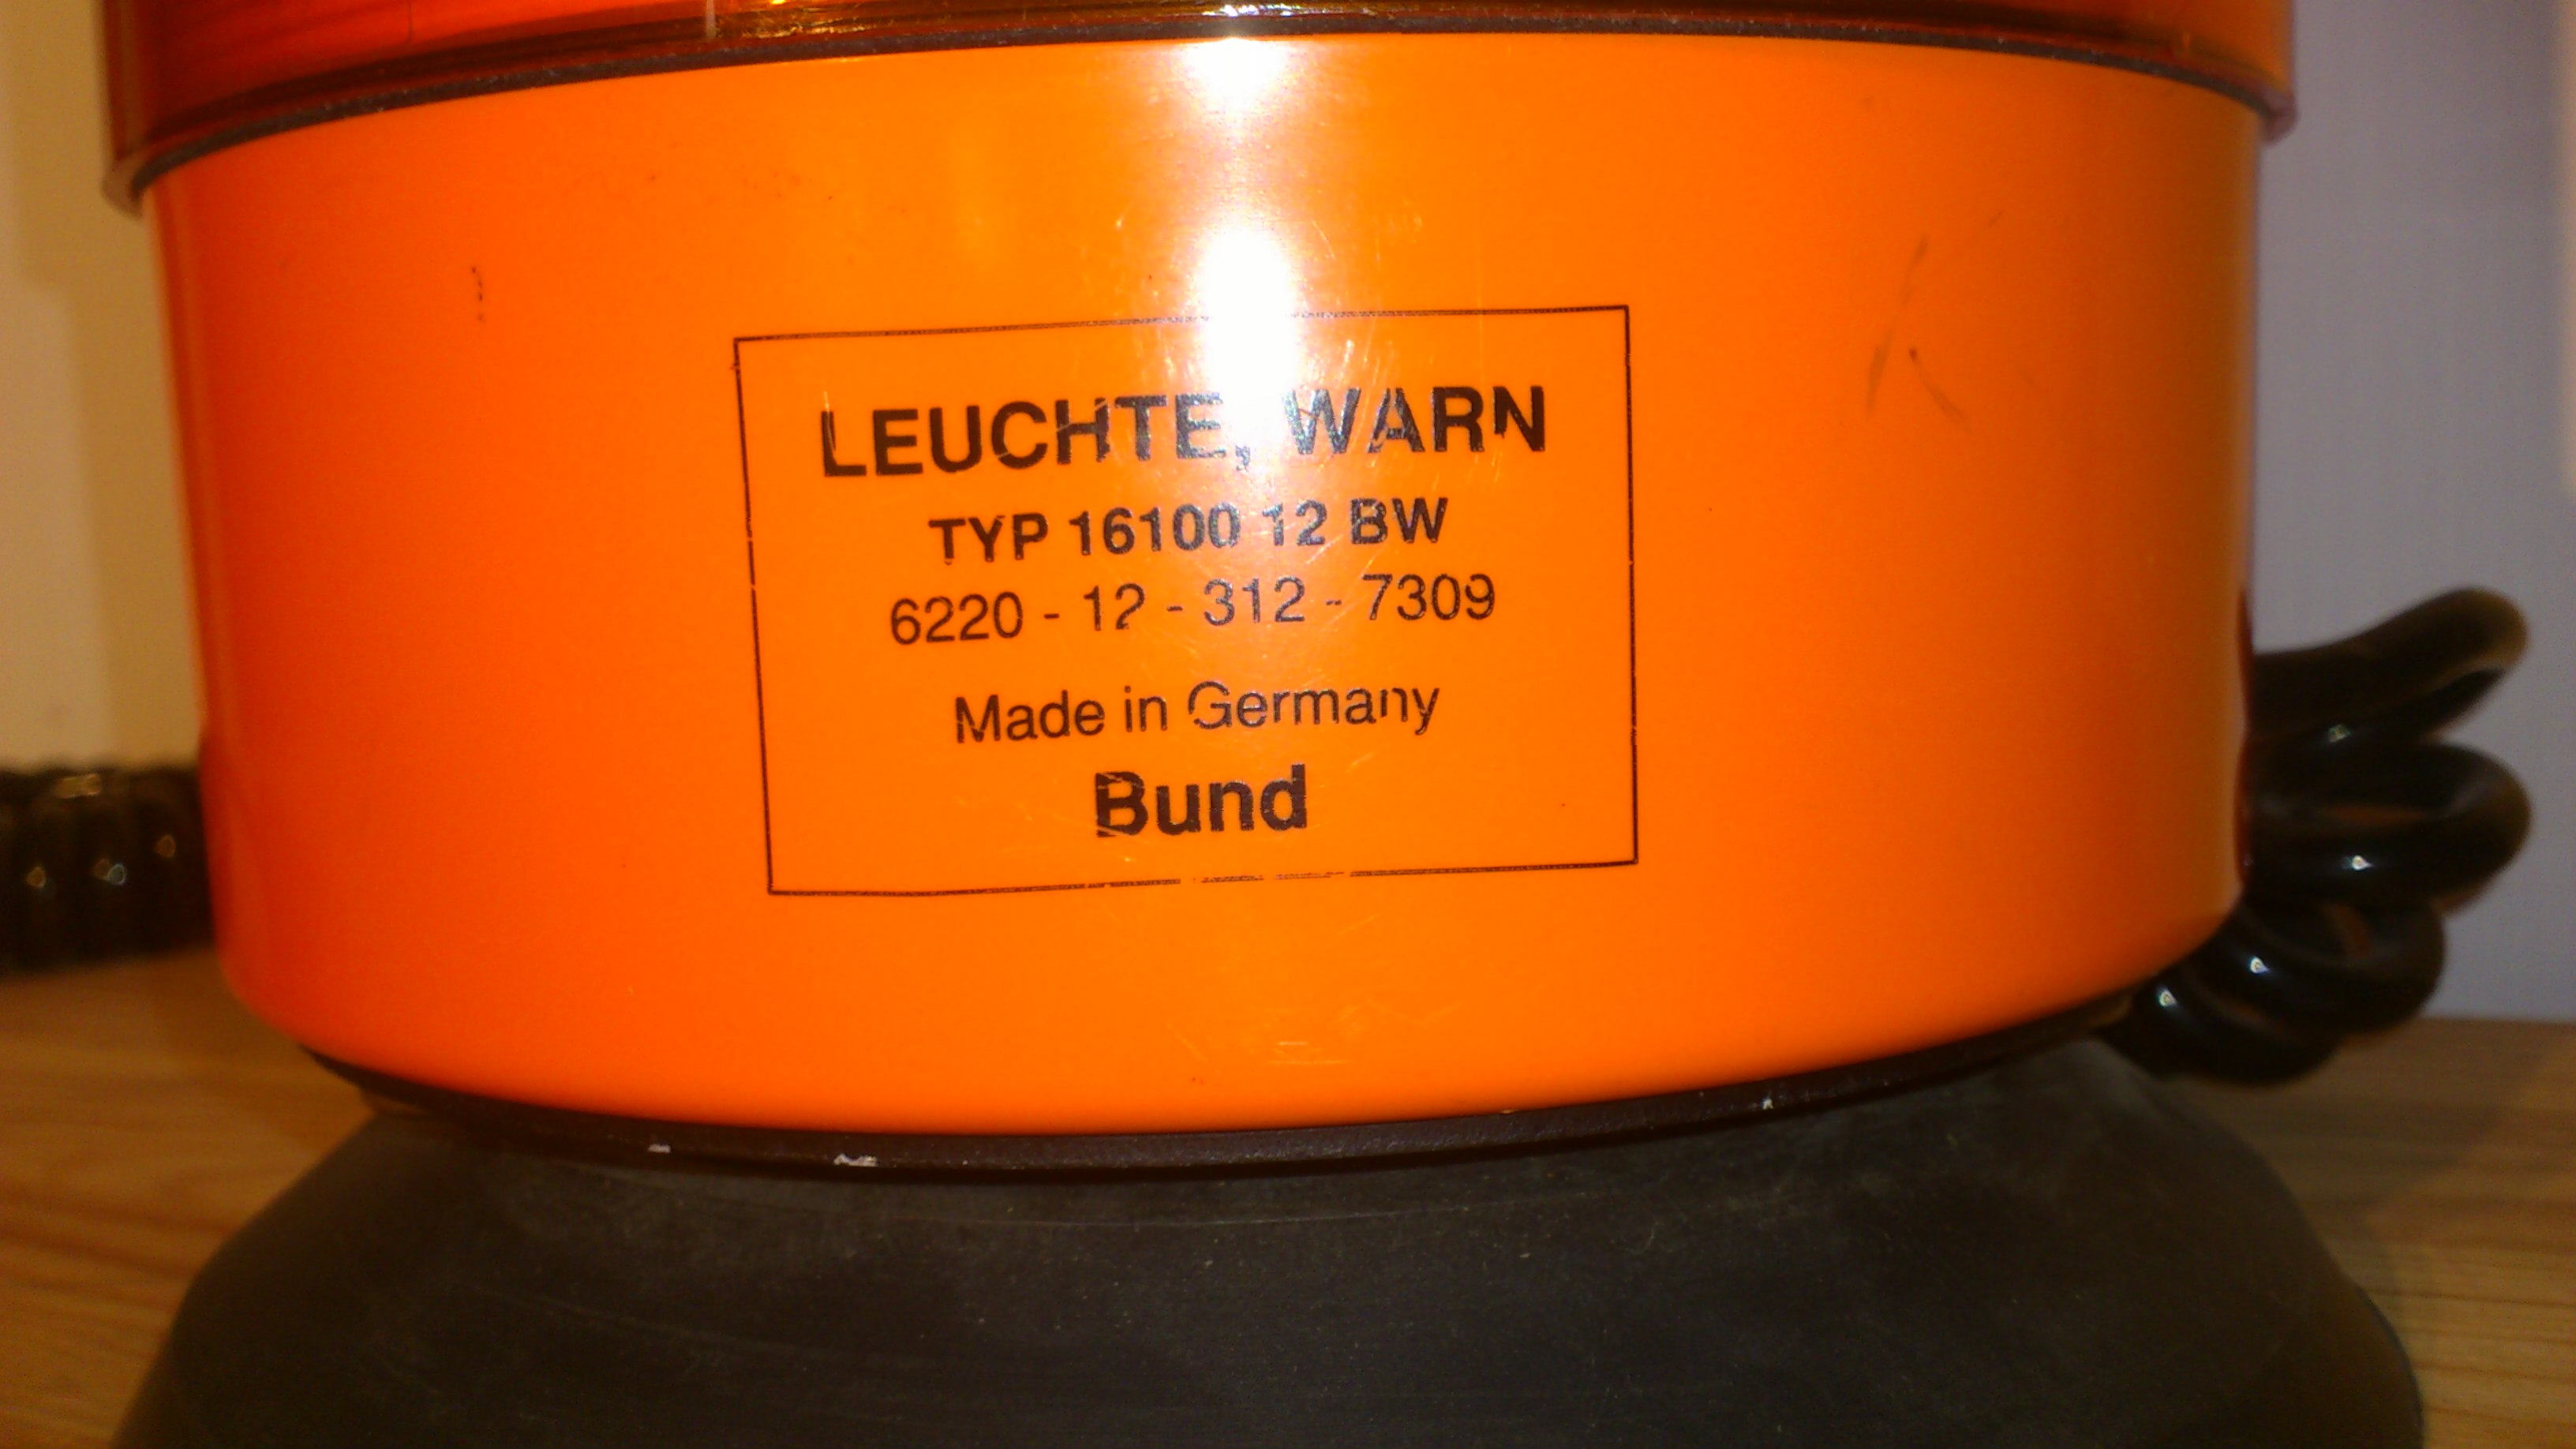 LEUCHTE, WARN
TYP 16100 12 BW
6220 - 12 - 312 - 7309
Made in Germany
Bund